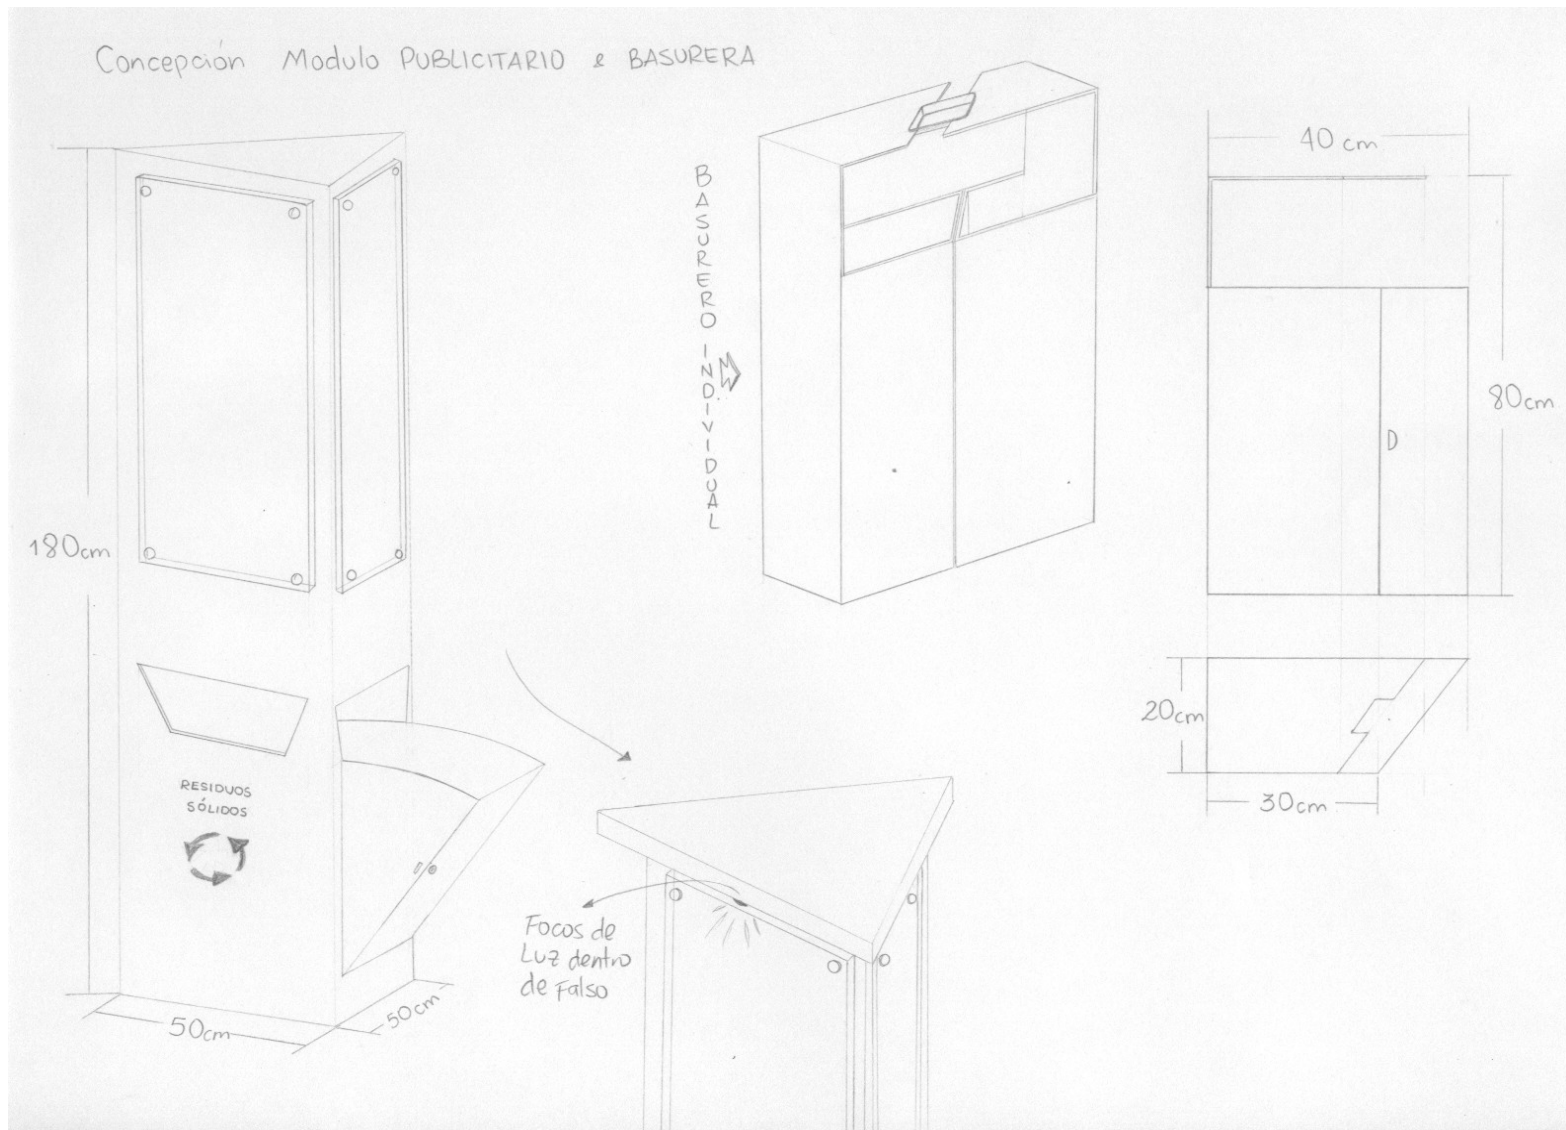 Concepción Modulo PUBLICITARIO e BASURERA
180cm
RESIDUOS
SÓLIDOS
50cm
50cm
BASURERO INDIVIDUAL
Focos de
Luz dentro
de Falso
40 cm
80cm
20cm
30cm